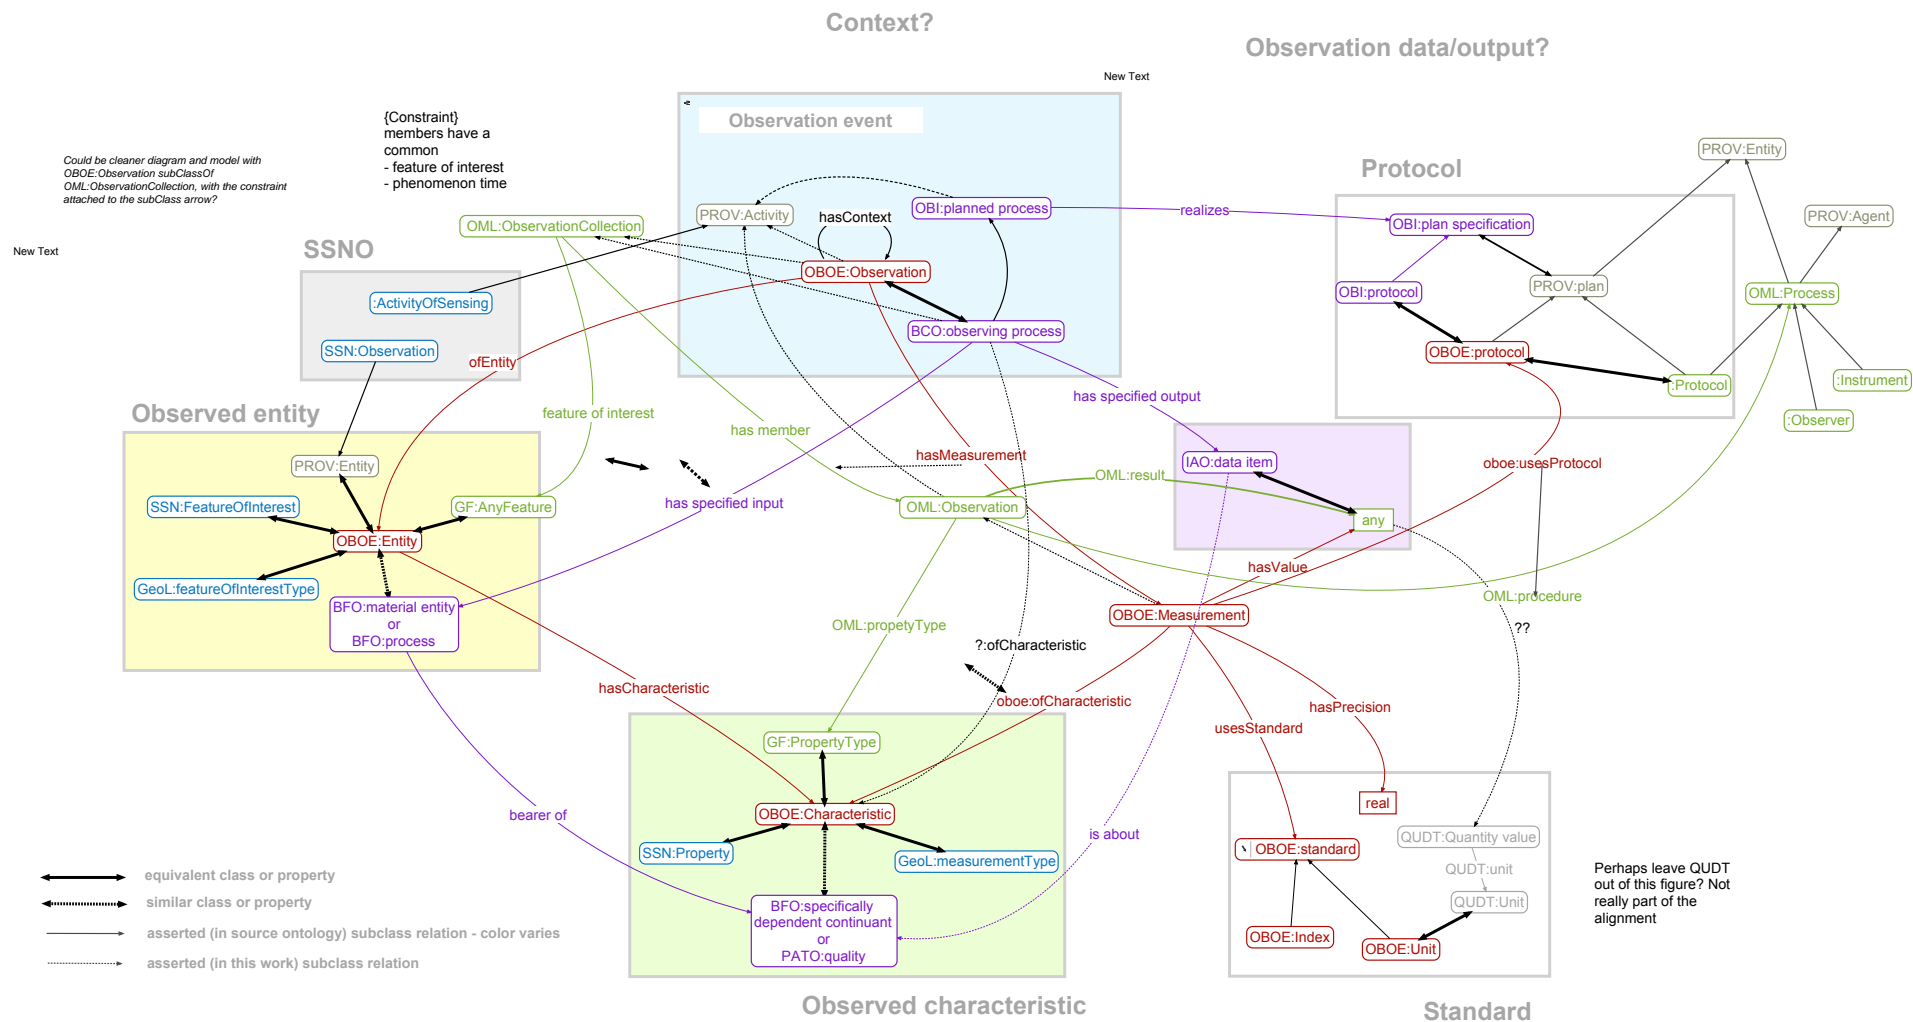 Context?
Observation data/output?
New Text
{Constraint}
members have a
common
- feature of interest
- phenomenon time
Could be cleaner diagram and model with
OBOE:Observation subClassOf
OML:ObservationCollection, with the constraint
attached to the subClass arrow?
New Text
Observation event
PROV:Activity
hasContext
OBI:planned process
OML:ObservationCollection
OBOE:Observation
BCO:observing process
realizes
Protocol
PROV:Entity
PROV:Agent
OBI:plan specification
OBI:protocol
PROV:plan
OML:Process
OBOE:protocol
:Protocol
:Instrument
:Observer
SSNO
:ActivityOfSensing
SSN:Observation
ofEntity
Observed entity
feature of interest
has member
has specified output
hasMeasurement
has specified input
PROV:Entity
SSN:FeatureOfInterest
GF:AnyFeature
OBOE:Entity
GeoL:featureOfInterestType
BFO:material entity
or
BFO:process
OML:Observation
OML:result
IAO:data item
any
oboe:usesProtocol
hasValue
OML:procedure
OBOE:Measurement
??
OML:propetyType
?:ofCharacteristic
hasCharacteristic
oboe:ofCharacteristic
hasPrecision
usesStandard
GF:PropertyType
OBOE:Characteristic
SSN:Property
GeoL:measurementType
BFO:specifically
dependent continuant
or
PATO:quality
bearer of
is about
real
OBOE:standard
QUDT:Quantity value
QUDT:unit
QUDT:Unit
OBOE:Index
OBOE:Unit
Perhaps leave QUDT
out of this figure? Not
really part of the
alignment
equivalent class or property
similar class or property
asserted (in source ontology) subclass relation - color varies
asserted (in this work) subclass relation
Observed characteristic
Standard